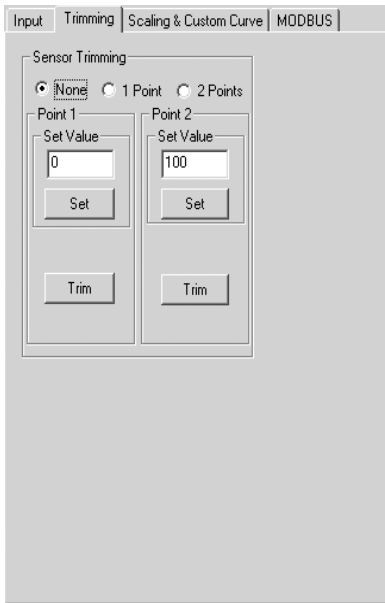 Input Trimming Scaling & Custom Curve MODBUS
Sensor Trimming
None 1 Point 2 Points
Point 1 Point 2
Set Value Set Value
0 100
Set Set
Trim Trim